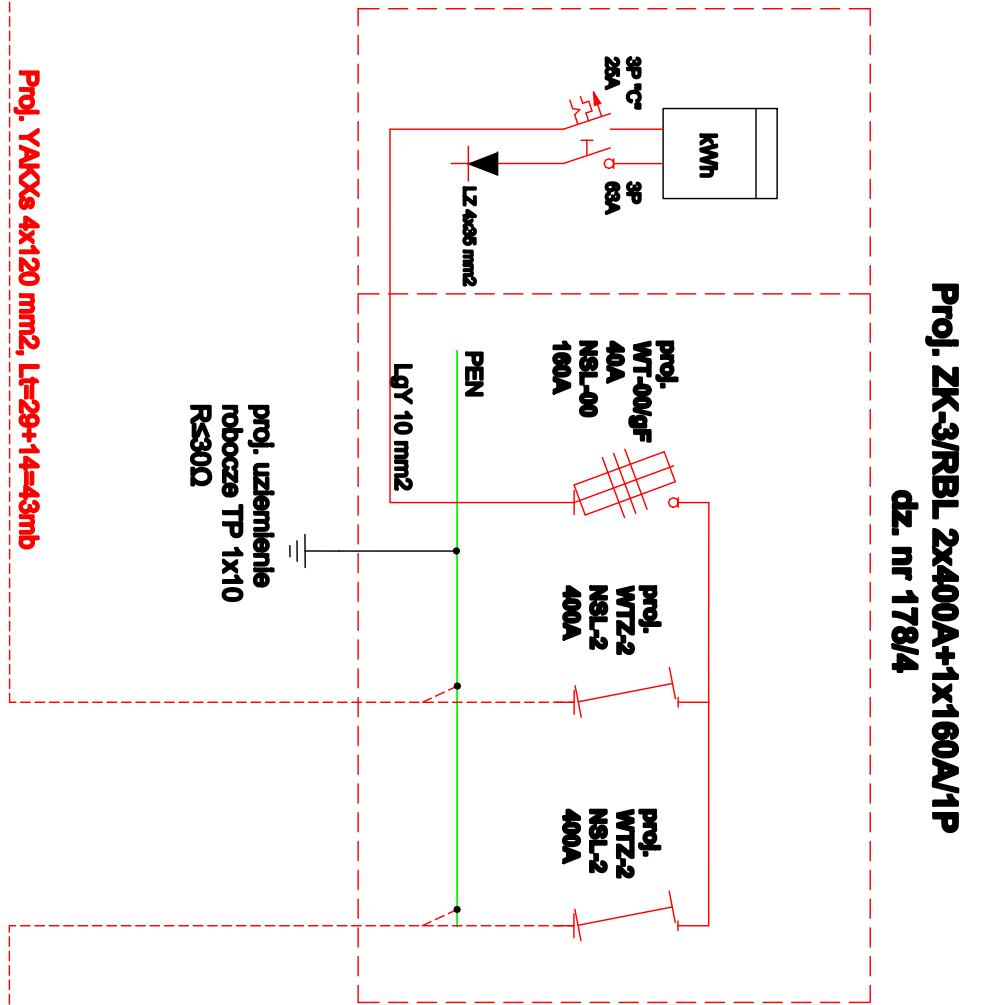 Proj. ZK-3/RBL 2x400A+1x160A/1P
dz. nr 178/4
kWh
3P "C"
25A
3P
63A
LZ 4x35 mm2
proj.
WT-00/gF
40A
NSL-00
160A
PEN
LgY 10 mm2
proj. uziemienie
robocze TP 1x10
R≤30Ω
proj.
WTZ-2
NSL-2
400A
proj.
WTZ-2
NSL-2
400A
Proj. YAKXs 4x120 mm2, Lt=29+14=43mb